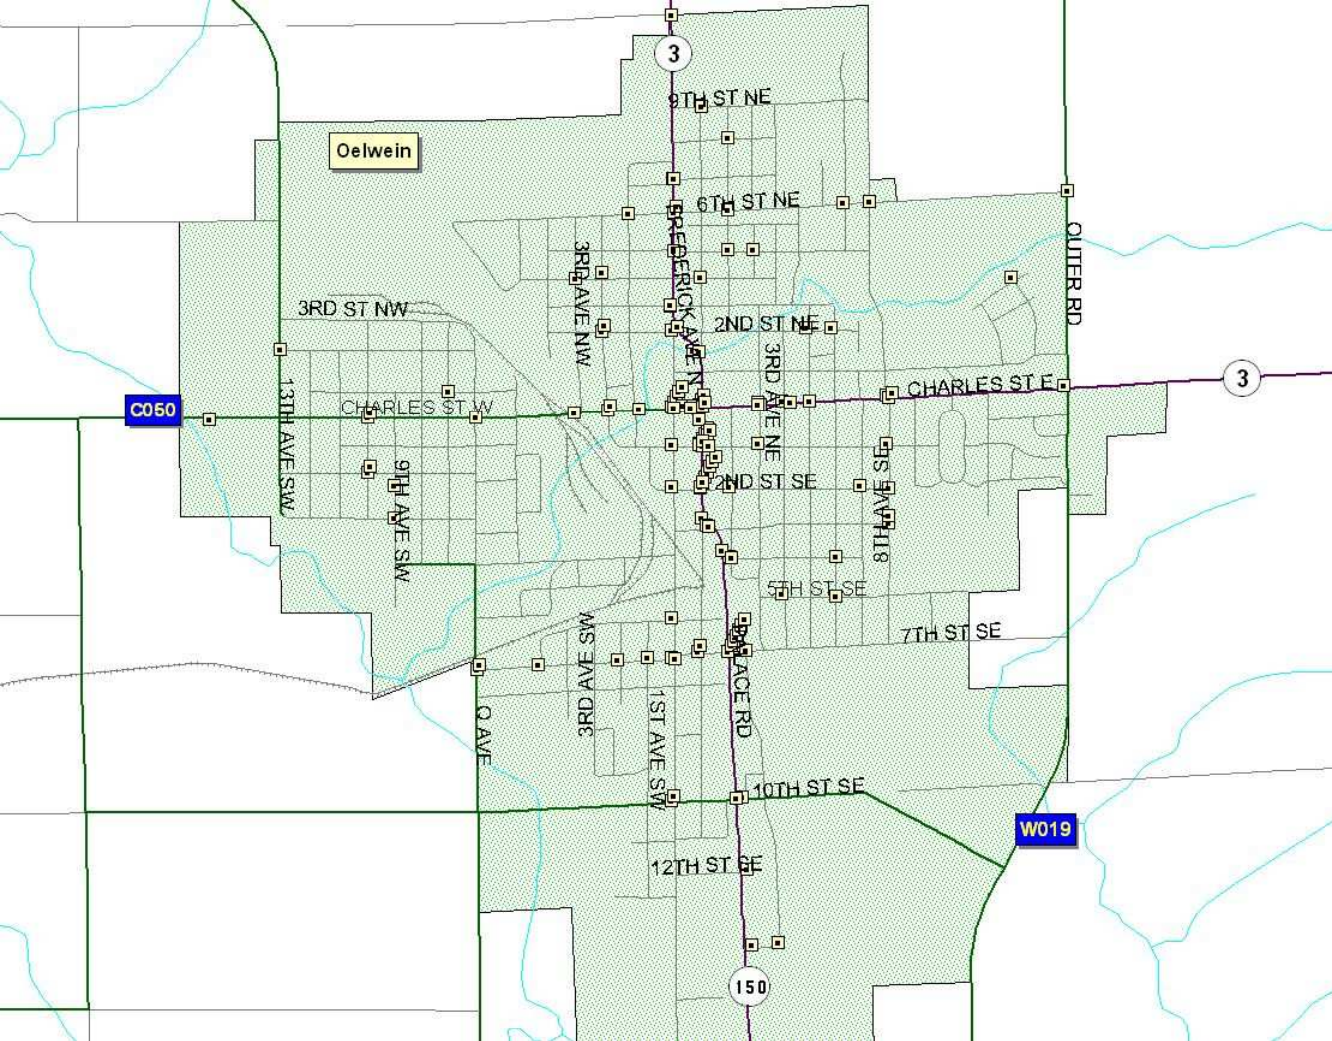 3
9TH ST NE
Oelwein
6TH ST NE
FREDERICK AVE N
OUTER RD
3RD AVE NW
3RD ST NW
2ND ST NE
3RD AVE NE
3
CHARLES ST E
C050
CHARLES ST W
13TH AVE SW
9TH AVE SW
2ND ST SE
8TH AVE SE
5TH ST SE
7TH ST SE
3RD AVE SW
PALACE RD
1ST AVE SW
Q AVE
10TH ST SE
W019
12TH ST SE
150